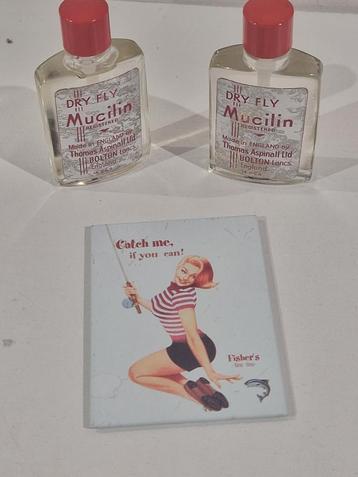 DRY FLY
Mucilin
REGISTERED
Made in ENGLAND by
Thomas Aspinall Ltd
BOLTON Lancs.
England
DRY FLY
Mucilin
REGISTERED
Made in ENGLAND by
Thomas Aspinall Ltd
BOLTON Lancs.
England
Catch me,
if you can!
Fisher's